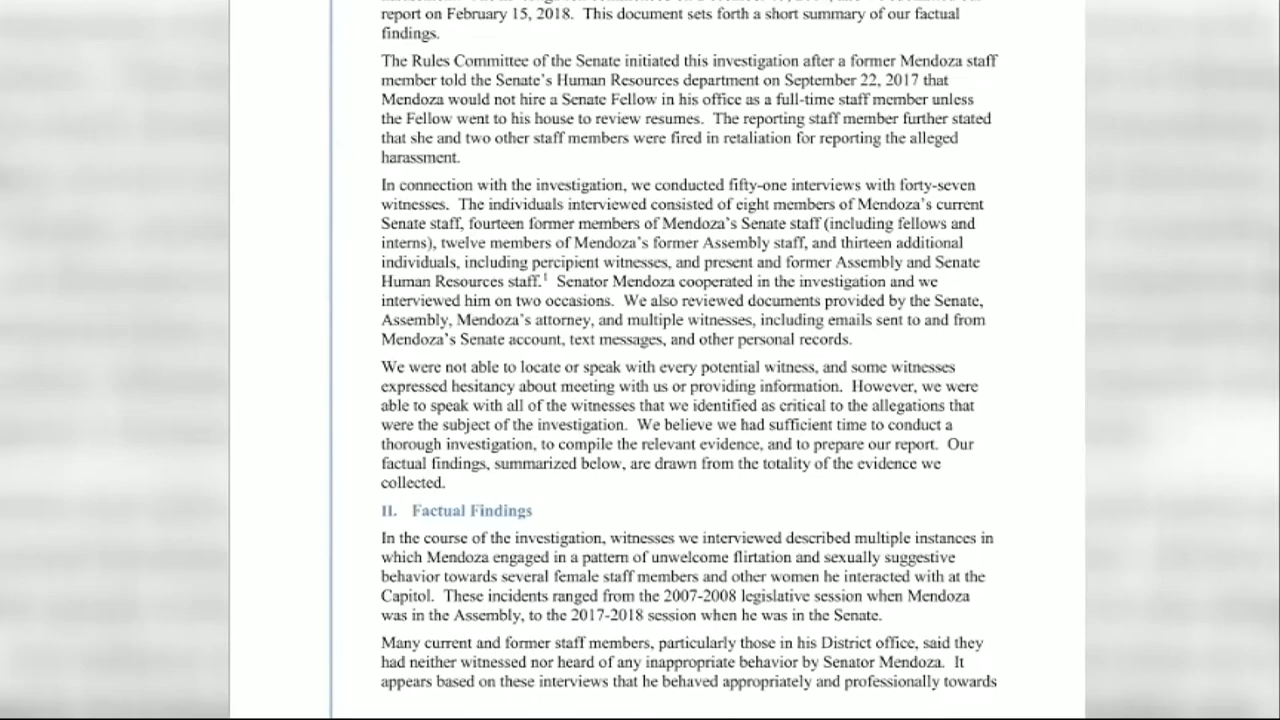 report on February 15, 2018.  This document sets forth a short summary of our factual
findings.
The Rules Committee of the Senate initiated this investigation after a former Mendoza staff
member told the Senate's Human Resources department on September 22, 2017 that
Mendoza would not hire a Senate Fellow in his office as a full-time staff member unless
the Fellow went to his house to review resumes.  The reporting staff member further stated
that she and two other staff members were fired in retaliation for reporting the alleged
harassment.
In connection with the investigation, we conducted fifty-one interviews with forty-seven
witnesses.  The individuals interviewed consisted of eight members of Mendoza's current
Senate staff, fourteen former members of Mendoza's Senate staff (including fellows and
interns), twelve members of Mendoza's former Assembly staff, and thirteen additional
individuals, including percipient witnesses, and present and former Assembly and Senate
Human Resources staff.¹  Senator Mendoza cooperated in the investigation and we
interviewed him on two occasions.  We also reviewed documents provided by the Senate,
Assembly, Mendoza's attorney, and multiple witnesses, including emails sent to and from
Mendoza's Senate account, text messages, and other personal records.
We were not able to locate or speak with every potential witness, and some witnesses
expressed hesitancy about meeting with us or providing information.  However, we were
able to speak with all of the witnesses that we identified as critical to the allegations that
were the subject of the investigation.  We believe we had sufficient time to conduct a
thorough investigation, to compile the relevant evidence, and to prepare our report.  Our
factual findings, summarized below, are drawn from the totality of the evidence we
collected.
II.  Factual Findings
In the course of the investigation, witnesses we interviewed described multiple instances in
which Mendoza engaged in a pattern of unwelcome flirtation and sexually suggestive
behavior towards several female staff members and other women he interacted with at the
Capitol.  These incidents ranged from the 2007-2008 legislative session when Mendoza
was in the Assembly, to the 2017-2018 session when he was in the Senate.
Many current and former staff members, particularly those in his District office, said they
had neither witnessed nor heard of any inappropriate behavior by Senator Mendoza.  It
appears based on these interviews that he behaved appropriately and professionally towards